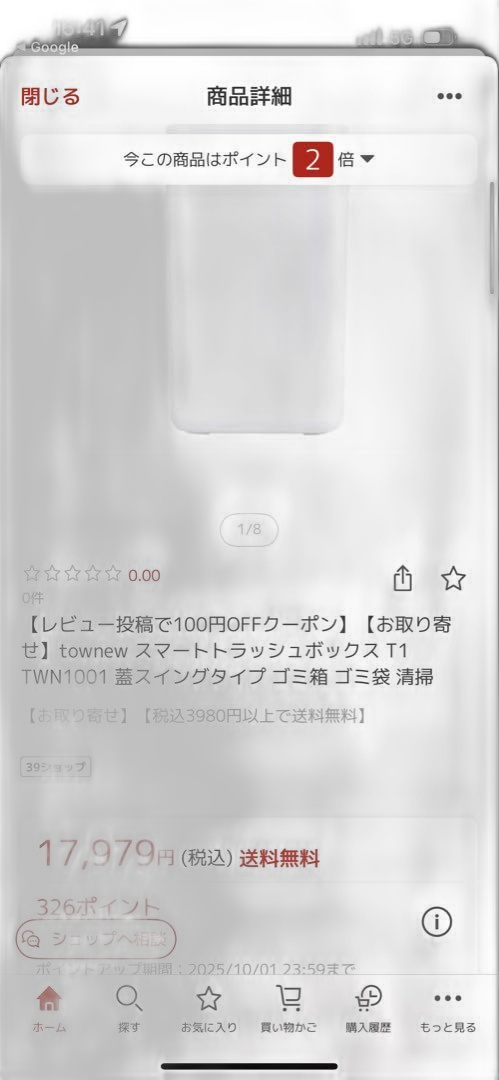 Google
閉じる 商品詳細 •••
今この商品はポイント 2 倍
1/8
0.00
0件
【レビュー投稿で100円OFFクーポン】【お取り寄
せ】townew スマートトラッシュボックス T1
TWN1001 蓋スイングタイプ ゴミ箱 ゴミ袋 清掃
【お取り寄せ】【税込3980円以上で送料無料】
39ショップ
17,979円 (税込) 送料無料
326ポイント
ショップへ相談
ポイントアップ期間：2025/10/01 23:59まで
ホーム 探す お気に入り 買い物かご 購入履歴 もっと見る